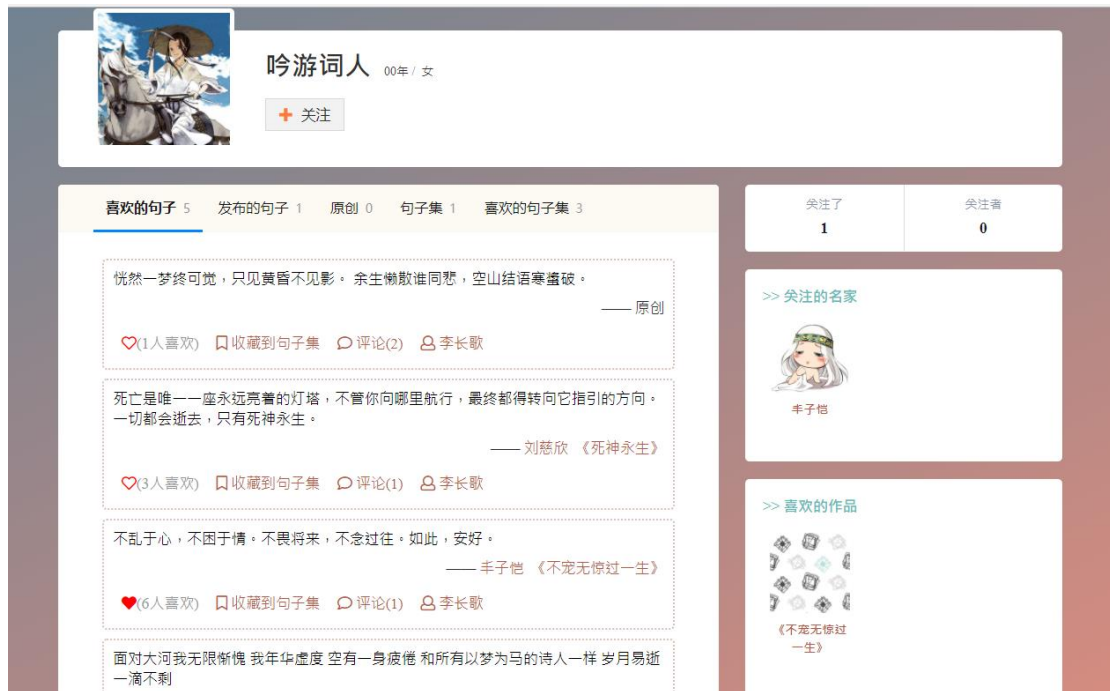 吟游词人 00年 / 女
+ 关注
喜欢的句子 5 发布的句子 1 原创 0 句子集 1 喜欢的句子集 3
恍然一梦终可觉，只见黄昏不见影。 余生懒散谁同悲，空山结语寒蛩破。
—— 原创
(1人喜欢) 收藏到句子集 评论(2) 李长歌
死亡是唯一一座永远亮着的灯塔，不管你向哪里航行，最终都得转向它指引的方向。
一切都会逝去，只有死神永生。
—— 刘慈欣 《死神永生》
(3人喜欢) 收藏到句子集 评论(1) 李长歌
不乱于心，不困于情。不畏将来，不念过往。如此，安好。
—— 丰子恺 《不宠无惊过一生》
(6人喜欢) 收藏到句子集 评论(1) 李长歌
面对大河我无限惭愧 我年华虚度 空有一身疲倦 和所有以梦为马的诗人一样 岁月易逝
一滴不剩
关注了 关注者
1 0
>> 关注的名家
丰子恺
>> 喜欢的作品
《不宠无惊过
一生》